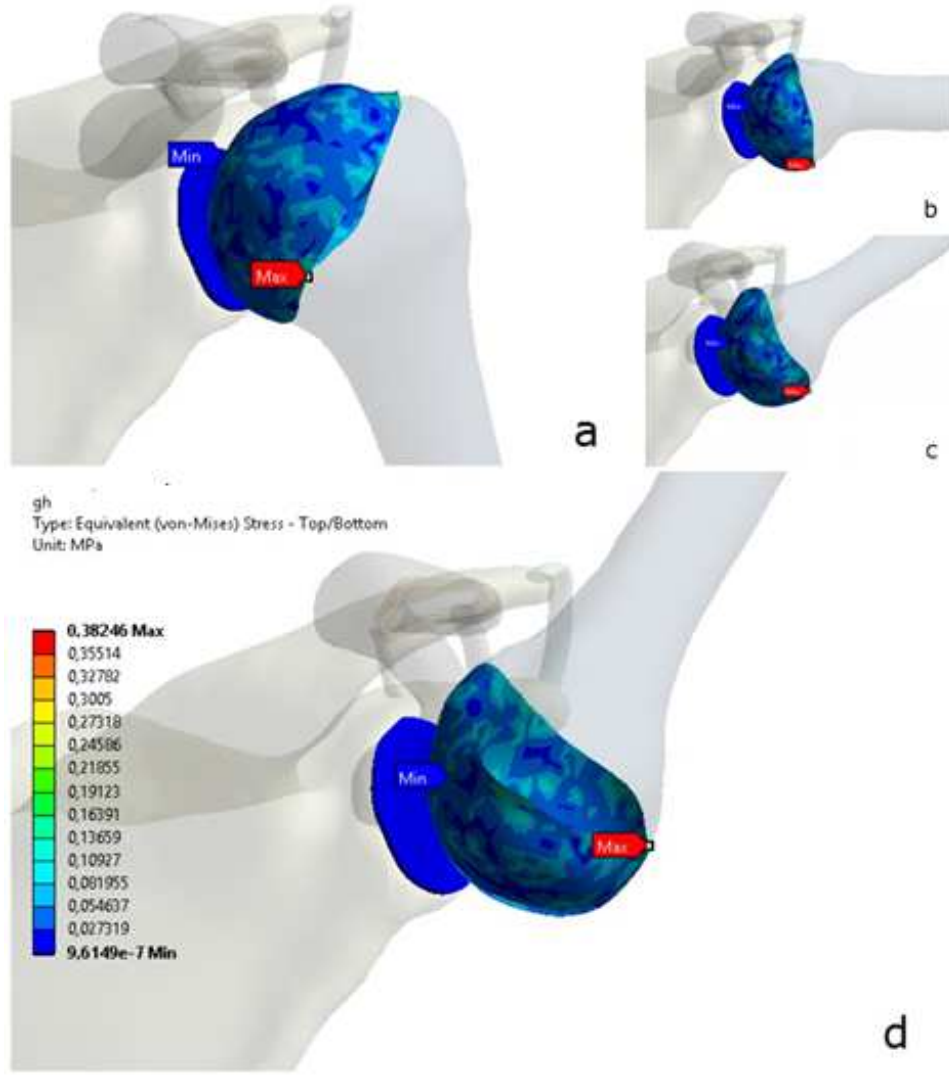 Min
Max
a
Max
b
Min
c
gh
Type: Equivalent (von-Mises) Stress - Top/Bottom
Unit: MPa
0,38246 Max
0,35514
0,32782
0,3005
0,27318
0,24586
0,21855
0,19123
0,16391
0,13659
0,10927
0,081955
0,054637
0,027319
9,6149e-7 Min
Min
Max
d